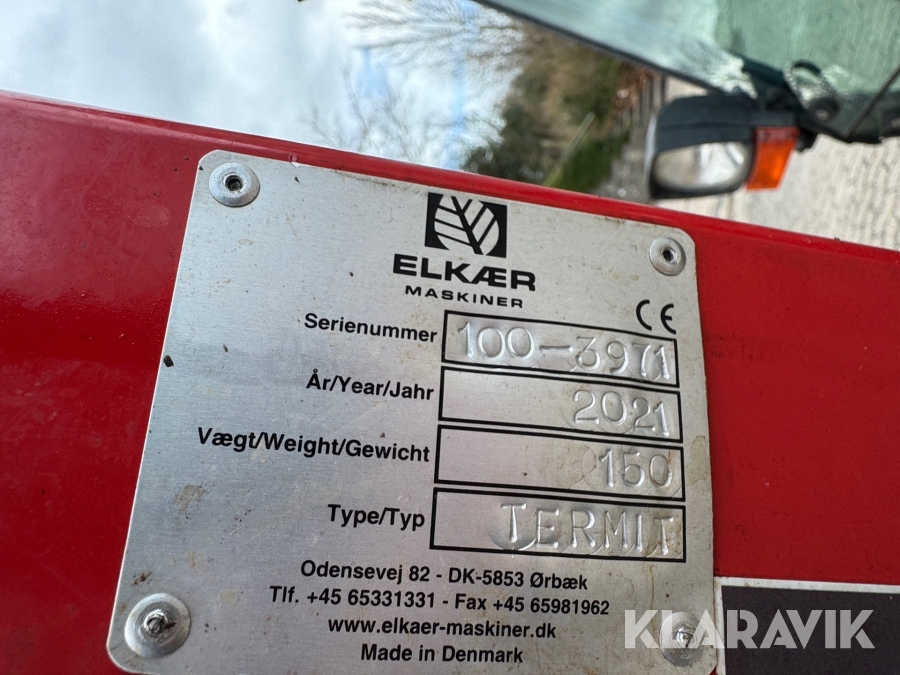 ELKÆR
MASKINER
CE
Serienummer 100-3971
År/Year/Jahr 2021
Vægt/Weight/Gewicht 150
Type/Typ TERMIT
Odensevej 82 - DK-5853 Ørbæk
Tlf. +45 65331331 - Fax +45 65981962
www.elkaer-maskiner.dk
Made in Denmark
KLARAVIK